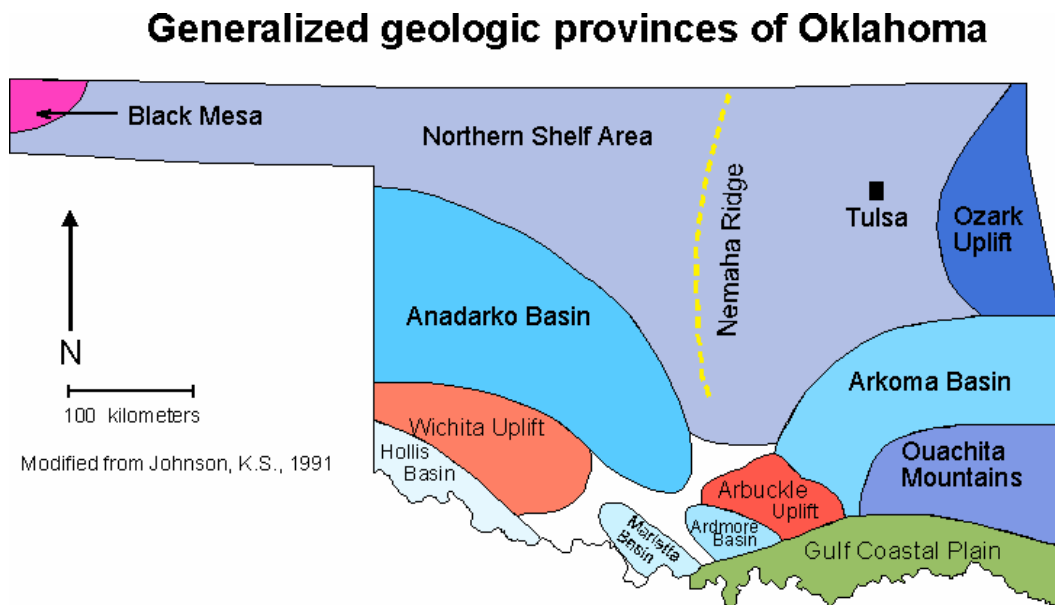 Generalized geologic provinces of Oklahoma
Black Mesa
Northern Shelf Area
Nemaha Ridge
Tulsa
Ozark
Uplift
N
100 kilometers
Modified from Johnson, K.S., 1991
Anadarko Basin
Arkoma Basin
Wichita Uplift
Hollis
Basin
Ouachita
Mountains
Arbuckle
Uplift
Ardmore
Basin
Marietta
Basin
Gulf Coastal Plain